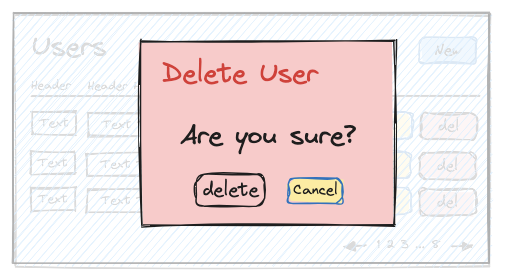 Users
New
Header Header
Delete User
Text Text del
Are you sure?
Text Text del
delete Cancel
Text Text del
1 2 3 ... 8